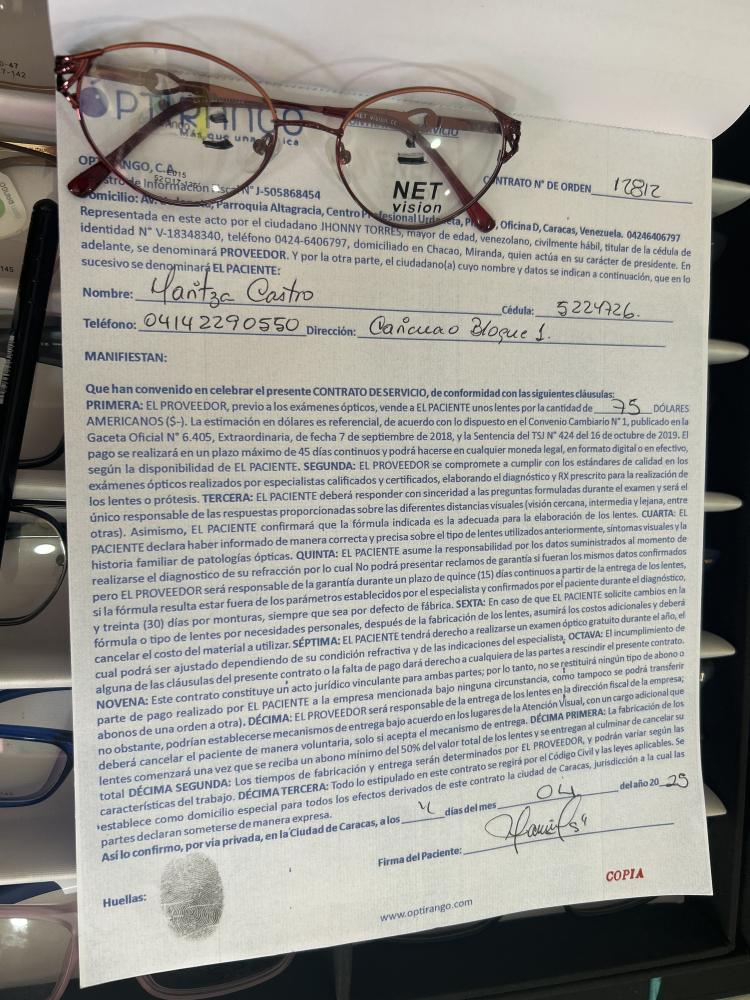 OPTIRANGO
Más que una
ica
NET VISION
NET
vision
-47
7-142
145
OPTIRANGO, C.A.
stro de Información Fiscal N° J-505868454
CONTRATO N° DE ORDEN 17812
Domicilio: Av. Parroquia Altagracia, Centro Profesional Urdaneta, Oficina D, Caracas, Venezuela. 04246406797
Representada en este acto por el ciudadano JHONNY TORRES, mayor de edad, venezolano, civilmente hábil, titular de la cédula de
identidad N° V-18348340, teléfono 0424-6406797, domiciliado en Chacao, Miranda, quien actúa en su carácter de presidente. En
adelante, se denominará PROVEEDOR. Y por la otra parte, el ciudadano(a) cuyo nombre y datos se indican a continuación, que en lo
sucesivo se denominará EL PACIENTE:
Nombre: Maritza Castro Cédula: 5224726.
Teléfono: 04142290550 Dirección: Caricuao Bloque 1.
MANIFIESTAN:
Que han convenido en celebrar el presente CONTRATO DE SERVICIO, de conformidad con las siguientes cláusulas:
PRIMERA: EL PROVEEDOR, previo a los exámenes ópticos, vende a EL PACIENTE unos lentes por la cantidad de 75 DÓLARES
AMERICANOS ($-). La estimación en dólares es referencial, de acuerdo con lo dispuesto en el Convenio Cambiario N° 1, publicado en la
Gaceta Oficial N° 6.405, Extraordinaria, de fecha 7 de septiembre de 2018, y la Sentencia del TSJ N° 424 del 16 de octubre de 2019. El
pago se realizará en un plazo máximo de 45 días continuos y podrá hacerse en cualquier moneda legal, en formato digital o en efectivo,
según la disponibilidad de EL PACIENTE. SEGUNDA: EL PROVEEDOR se compromete a cumplir con los estándares de calidad en los
exámenes ópticos realizados por especialistas calificados y certificados, elaborando el diagnóstico y RX prescrito para la realización de
los lentes o prótesis. TERCERA: EL PACIENTE deberá responder con sinceridad a las preguntas formuladas durante el examen y será el
único responsable de las respuestas proporcionadas sobre las diferentes distancias visuales (visión cercana, intermedia y lejana, entre
otras). Asimismo, EL PACIENTE confirmará que la fórmula indicada es la adecuada para la elaboración de los lentes. CUARTA: EL
PACIENTE declara haber informado de manera correcta y precisa sobre el tipo de lentes utilizados anteriormente, síntomas visuales y la
historia familiar de patologías ópticas. QUINTA: EL PACIENTE asume la responsabilidad por los datos suministrados al momento de
realizarse el diagnostico de su refracción por lo cual No podrá presentar reclamos de garantía si fueran los mismos datos confirmados
pero EL PROVEEDOR será responsable de la garantía durante un plazo de quince (15) días continuos a partir de la entrega de los lentes,
si la fórmula resulta estar fuera de los parámetros establecidos por el especialista y confirmados por el paciente durante el diagnóstico,
y treinta (30) días por monturas, siempre que sea por defecto de fábrica. SEXTA: En caso de que EL PACIENTE solicite cambios en la
fórmula o tipo de lentes por necesidades personales, después de la fabricación de los lentes, asumirá los costos adicionales y deberá
cancelar el costo del material a utilizar. SÉPTIMA: EL PACIENTE tendrá derecho a realizarse un examen óptico gratuito durante el año, el
cual podrá ser ajustado dependiendo de su condición refractiva y de las indicaciones del especialista. OCTAVA: El incumplimiento de
alguna de las cláusulas del presente contrato o la falta de pago dará derecho a cualquiera de las partes a rescindir el presente contrato.
NOVENA: Este contrato constituye un acto jurídico vinculante para ambas partes; por lo tanto, no se restituirá ningún tipo de abono o
parte de pago realizado por EL PACIENTE a la empresa mencionada bajo ninguna circunstancia, como tampoco se podrá transferir
abonos de una orden a otra). DÉCIMA: EL PROVEEDOR será responsable de la entrega de los lentes en la dirección fiscal de la empresa;
no obstante, podrían establecerse mecanismos de entrega bajo acuerdo en los lugares de la Atención Visual, con un cargo adicional que
deberá cancelar el paciente de manera voluntaria, solo si acepta el mecanismo de entrega. DÉCIMA PRIMERA: La fabricación de los
lentes comenzará una vez que se reciba un abono mínimo del 50% del valor total de los lentes y se entregan al culminar de cancelar su
total DÉCIMA SEGUNDA: Los tiempos de fabricación y entrega serán determinados por EL PROVEEDOR, y podrán variar según las
características del trabajo. DÉCIMA TERCERA: Todo lo estipulado en este contrato se regirá por el Código Civil y las leyes aplicables. Se
establece como domicilio especial para todos los efectos derivados de este contrato la ciudad de Caracas, jurisdicción a la cual las
partes declaran someterse de manera expresa.
Así lo confirmo, por vía privada, en la Ciudad de Caracas, a los 4 días del mes 04 del año 20 25
Firma del Paciente:
Huellas:
COPIA
www.optirango.com